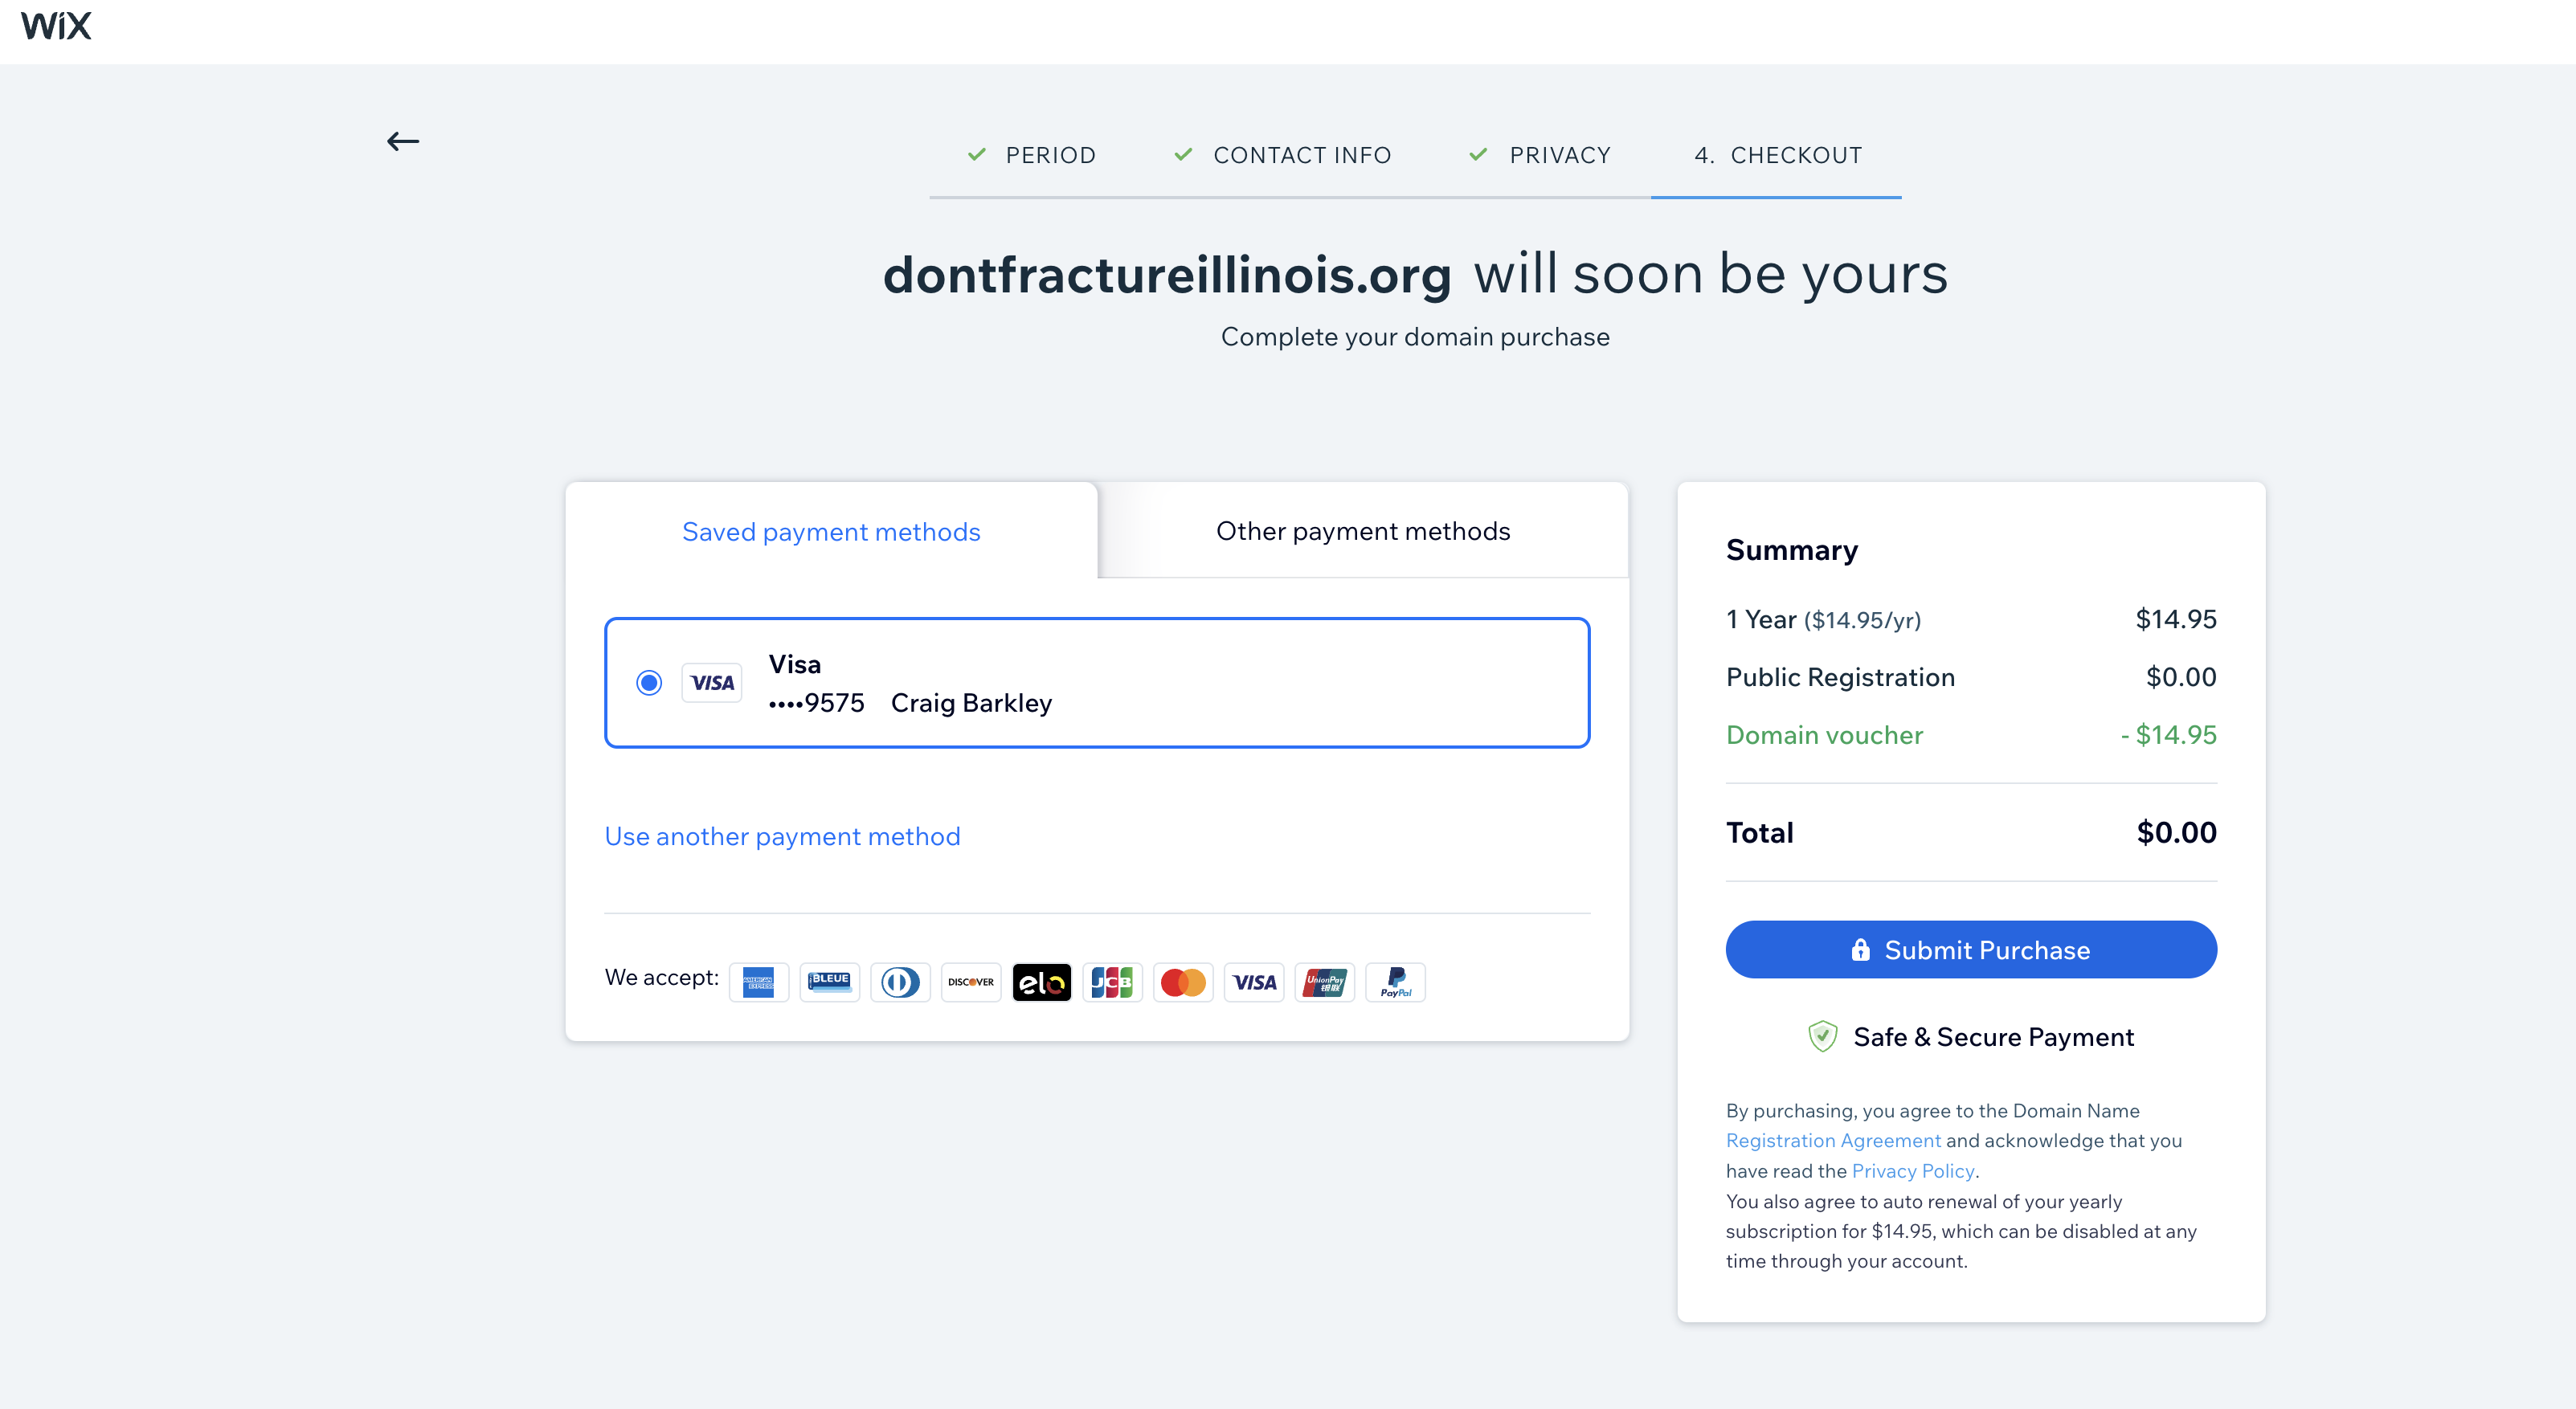 WiX
PERIOD
CONTACT INFO
PRIVACY
4. CHECKOUT
dontfractureillinois.org will soon be yours
Complete your domain purchase
Saved payment methods
Other payment methods
VISA
Visa
••••9575 Craig Barkley
Use another payment method
We accept:
AMERICAN EXPRESS
BLEUE
DISCOVER
elo
JCB
VISA
UnionPay
银联
PayPal
Summary
1 Year ($14.95/yr) $14.95
Public Registration $0.00
Domain voucher - $14.95
Total $0.00
Submit Purchase
Safe & Secure Payment
By purchasing, you agree to the Domain Name
Registration Agreement and acknowledge that you
have read the Privacy Policy.
You also agree to auto renewal of your yearly
subscription for $14.95, which can be disabled at any
time through your account.